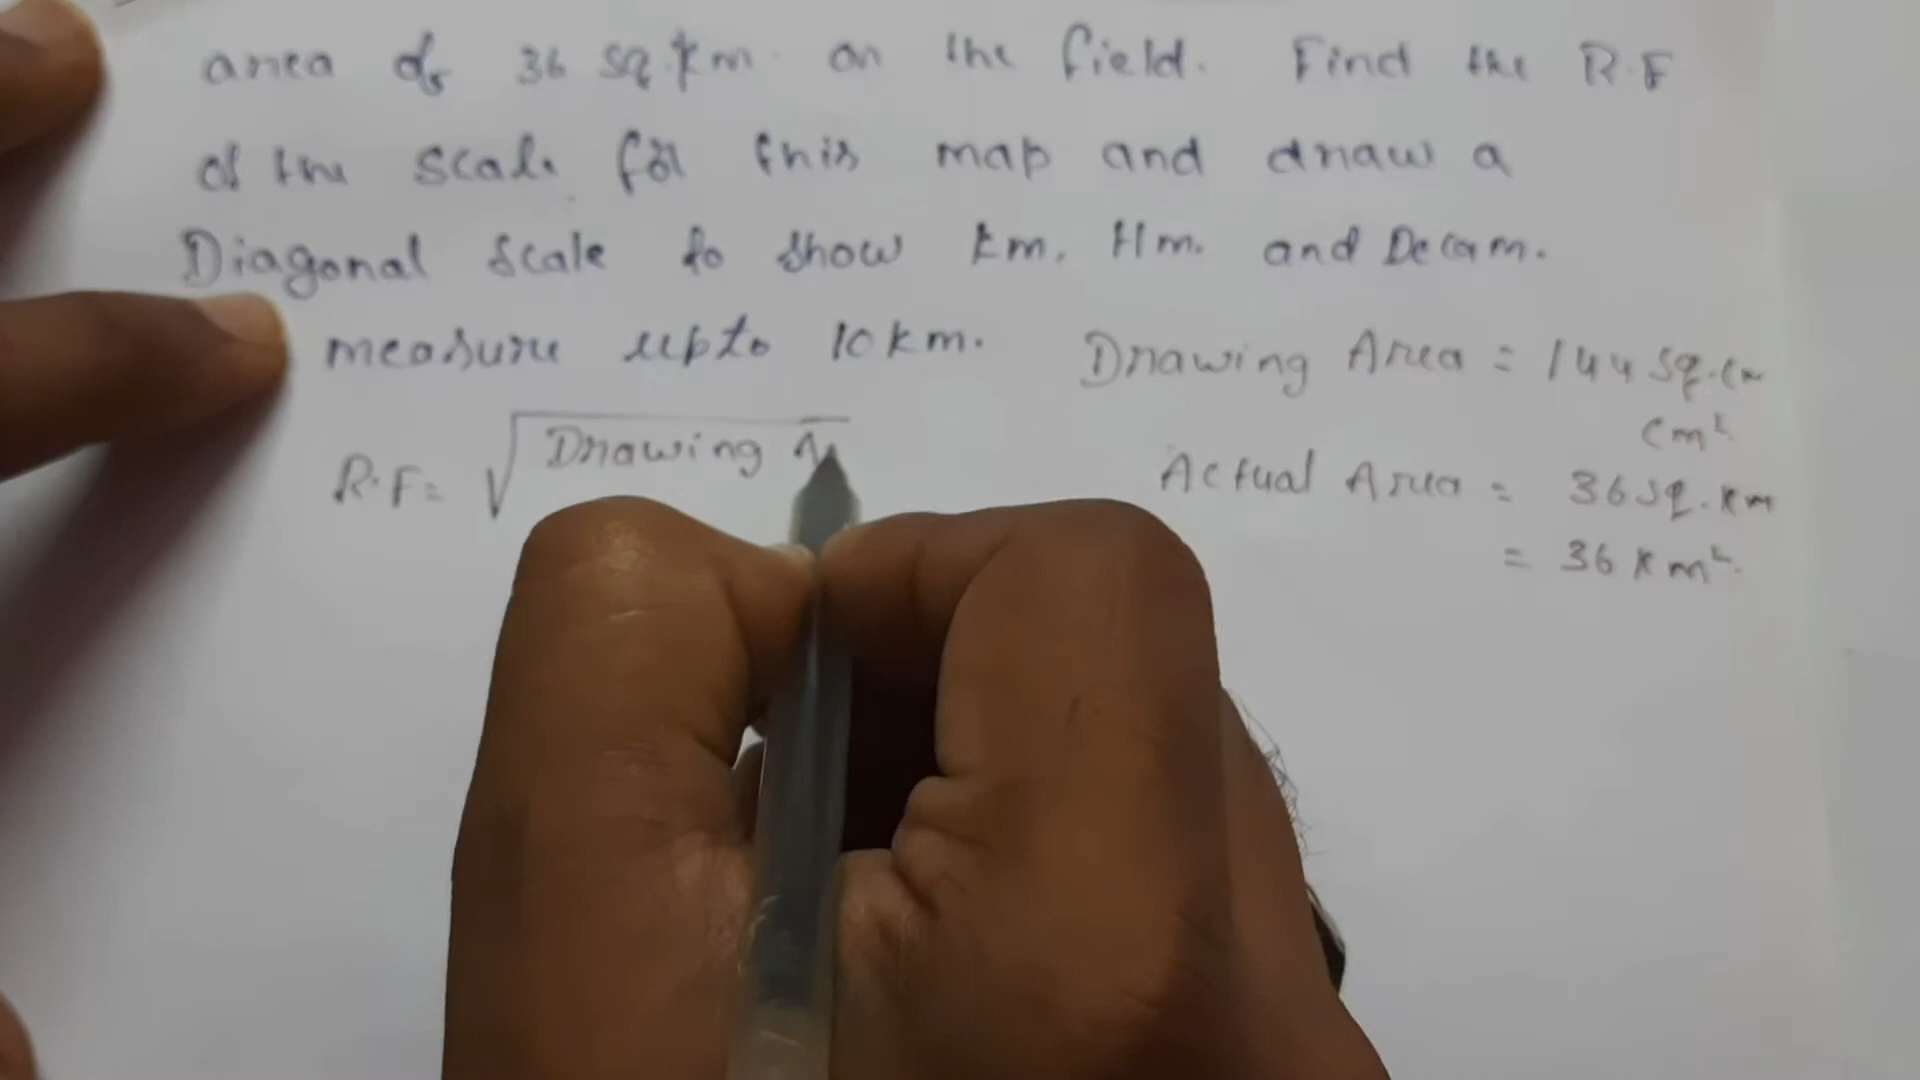 area of 36 sq.km. on the field. Find the R.F
of the scale for this map and draw a
Diagonal scale to show km, Hm. and Decam.
measure upto 10km.
Drawing Area = 144 sq.cm
cm²
R.F = √Drawing A
Actual Area = 36 sq.km
= 36 km².